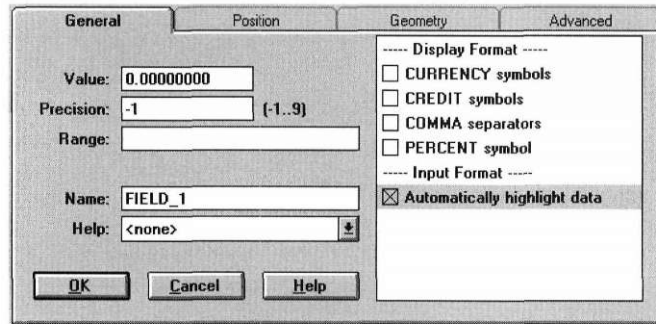 General Position Geometry Advanced
Value: 0.00000000
Precision: -1 (-1..9)
Range:
Name: FIELD_1
Help: <none>
OK Cancel Help
----- Display Format -----
CURRENCY symbols
CREDIT symbols
COMMA separators
PERCENT symbol
----- Input Format -----
Automatically highlight data